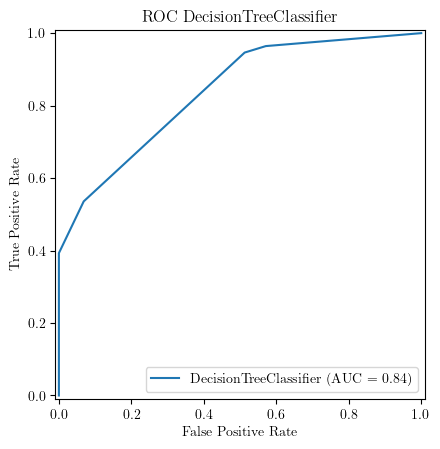 ROC DecisionTreeClassifier
1.0
0.8
0.6
0.4
0.2
0.0
True Positive Rate
DecisionTreeClassifier (AUC = 0.84)
0.0 0.2 0.4 0.6 0.8 1.0
False Positive Rate